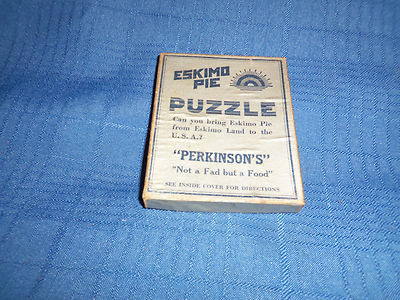 ESKIMO
PIE
PUZZLE
Can you bring Eskimo Pie
from Eskimo Land to the
U.S.A.?
"PERKINSON'S"
"Not a Fad but a Food"
SEE INSIDE COVER FOR DIRECTIONS